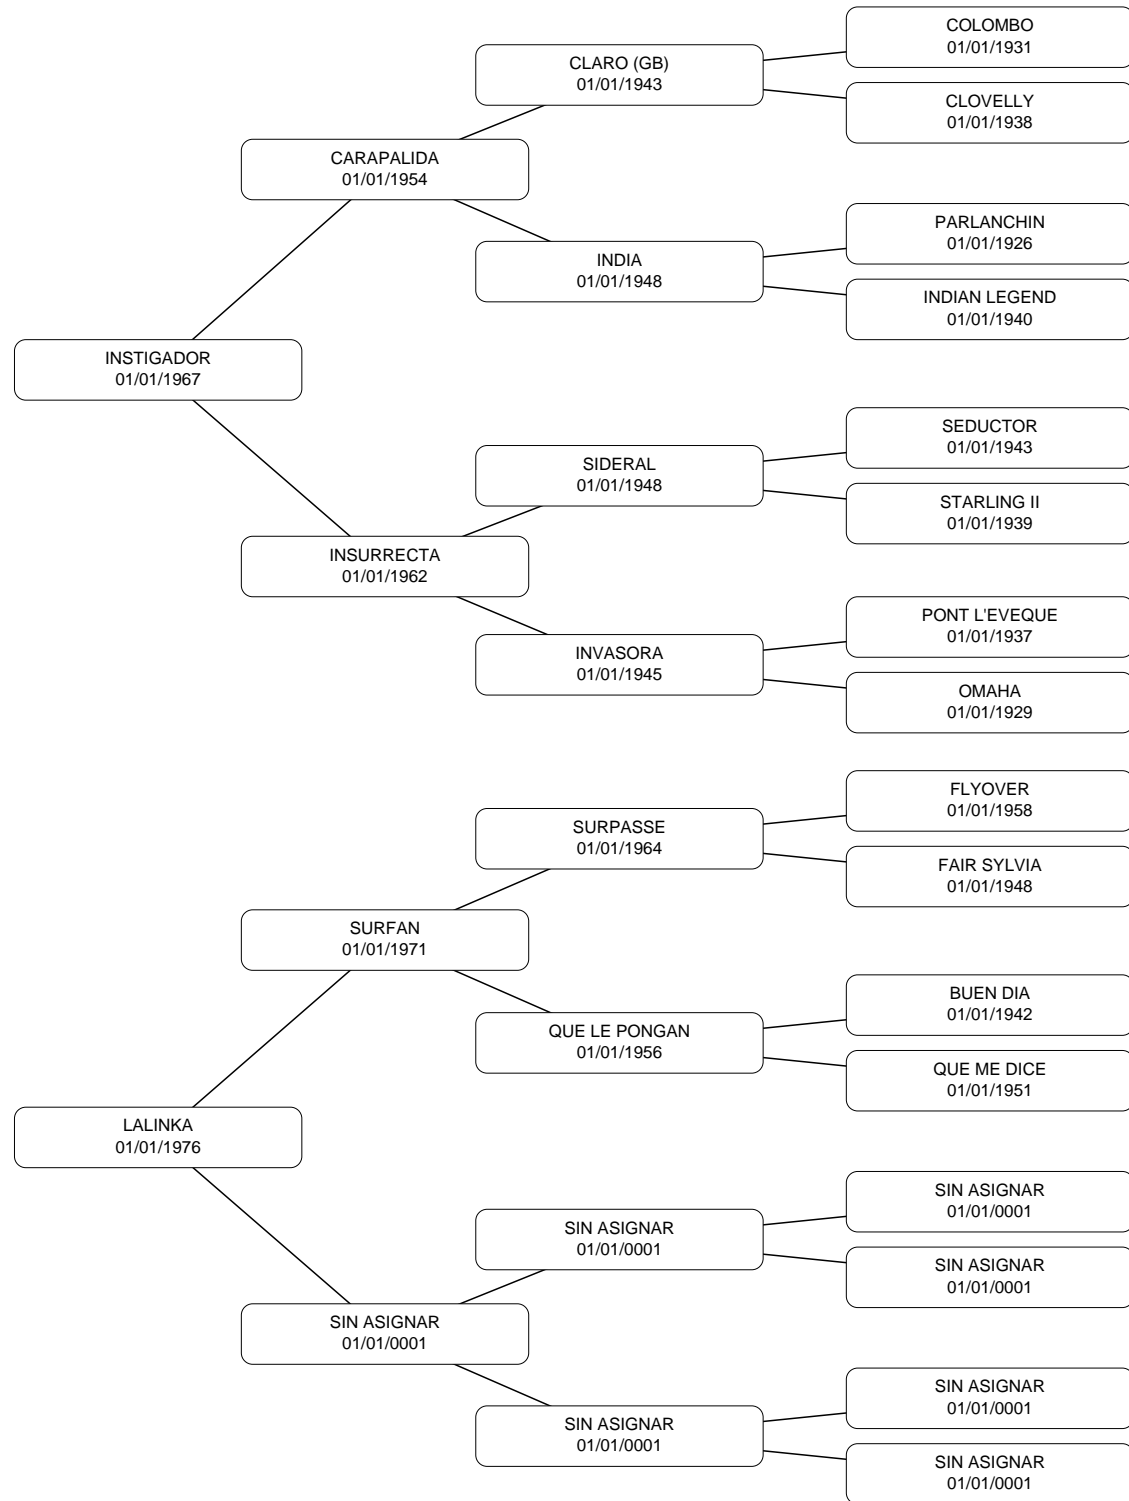 COLOMBO
01/01/1931
CLARO (GB)
01/01/1943
CLOVELLY
01/01/1938
CARAPALIDA
01/01/1954
PARLANCHIN
01/01/1926
INDIA
01/01/1948
INDIAN LEGEND
01/01/1940
INSTIGADOR
01/01/1967
SEDUCTOR
01/01/1943
SIDERAL
01/01/1948
STARLING II
01/01/1939
INSURRECTA
01/01/1962
PONT L'EVEQUE
01/01/1937
INVASORA
01/01/1945
OMAHA
01/01/1929
FLYOVER
01/01/1958
SURPASSE
01/01/1964
FAIR SYLVIA
01/01/1948
SURFAN
01/01/1971
BUEN DIA
01/01/1942
QUE LE PONGAN
01/01/1956
QUE ME DICE
01/01/1951
LALINKA
01/01/1976
SIN ASIGNAR
01/01/0001
SIN ASIGNAR
01/01/0001
SIN ASIGNAR
01/01/0001
SIN ASIGNAR
01/01/0001
SIN ASIGNAR
01/01/0001
SIN ASIGNAR
01/01/0001
SIN ASIGNAR
01/01/0001